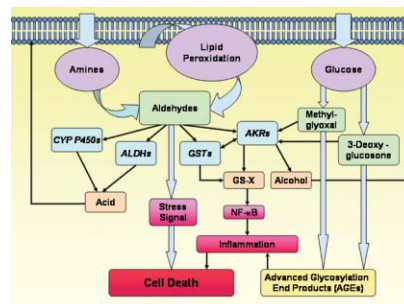 Lipid
Peroxidation
Amines
Glucose
Aldehydes
Methyl-
glyoxal
CYP P450s
ALDHs
GSTs
AKRs
3-Deoxy-
glucosone
GS-X
Alcohol
Acid
Stress
Signal
NF-κB
Inflammation
Cell Death
Advanced Glycosylation
End Products (AGEs)